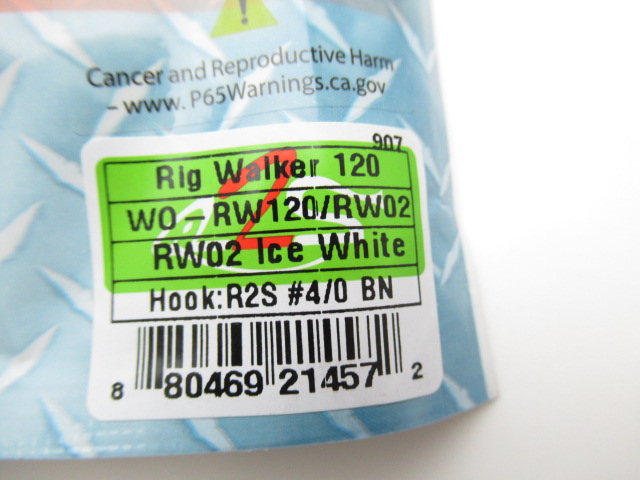 !
Cancer and Reproductive Harm
– www. P65Warnings.ca.gov
907
Rig Walker 120
WO-RW120/RW02
RW02 Ice White
Hook:R2S #4/0 BN
8 80469 21457 2